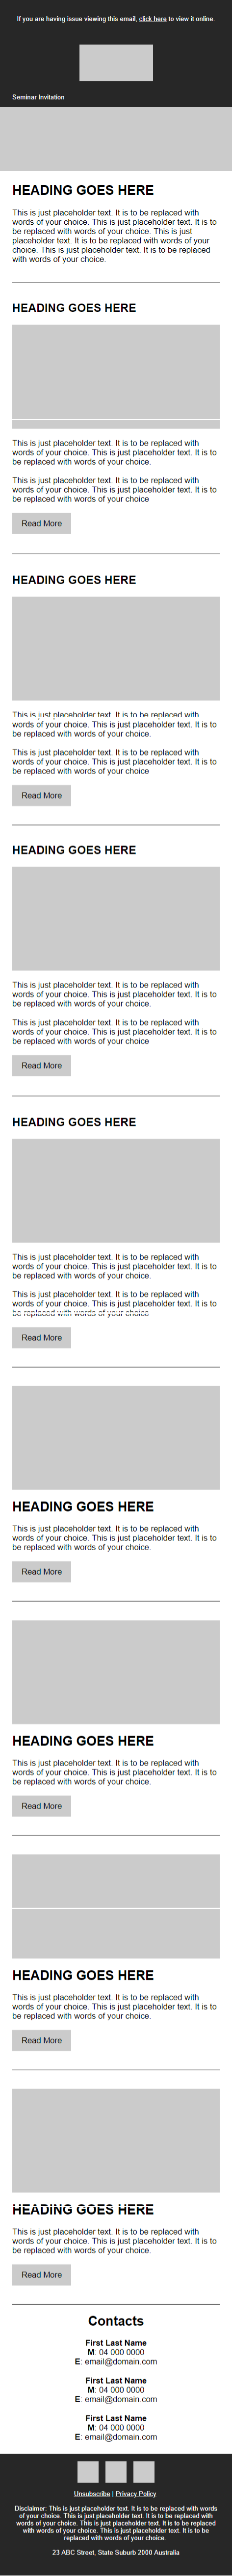 If you are having issue viewing this email, click here to view it online.
Seminar Invitation
HEADING GOES HERE
This is just placeholder text. It is to be replaced with
words of your choice. This is just placeholder text. It is to
be replaced with words of your choice. This is just
placeholder text. It is to be replaced with words of your
choice. This is just placeholder text. It is to be replaced
with words of your choice.
HEADING GOES HERE
This is just placeholder text. It is to be replaced with
words of your choice. This is just placeholder text. It is to
be replaced with words of your choice.
This is just placeholder text. It is to be replaced with
words of your choice. This is just placeholder text. It is to
be replaced with words of your choice
Read More
HEADING GOES HERE
This is just placeholder text. It is to be replaced with
words of your choice. This is just placeholder text. It is to
be replaced with words of your choice.
This is just placeholder text. It is to be replaced with
words of your choice. This is just placeholder text. It is to
be replaced with words of your choice
Read More
HEADING GOES HERE
This is just placeholder text. It is to be replaced with
words of your choice. This is just placeholder text. It is to
be replaced with words of your choice.
This is just placeholder text. It is to be replaced with
words of your choice. This is just placeholder text. It is to
be replaced with words of your choice
Read More
HEADING GOES HERE
This is just placeholder text. It is to be replaced with
words of your choice. This is just placeholder text. It is to
be replaced with words of your choice.
This is just placeholder text. It is to be replaced with
words of your choice. This is just placeholder text. It is to
be replaced with words of your choice
Read More
HEADING GOES HERE
This is just placeholder text. It is to be replaced with
words of your choice. This is just placeholder text. It is to
be replaced with words of your choice.
Read More
HEADING GOES HERE
This is just placeholder text. It is to be replaced with
words of your choice. This is just placeholder text. It is to
be replaced with words of your choice.
Read More
HEADING GOES HERE
This is just placeholder text. It is to be replaced with
words of your choice. This is just placeholder text. It is to
be replaced with words of your choice.
Read More
HEADING GOES HERE
This is just placeholder text. It is to be replaced with
words of your choice. This is just placeholder text. It is to
be replaced with words of your choice.
Read More
Contacts
First Last Name
M: 04 000 0000
E: email@domain.com
First Last Name
M: 04 000 0000
E: email@domain.com
First Last Name
M: 04 000 0000
E: email@domain.com
Unsubscribe | Privacy Policy
Disclaimer: This is just placeholder text. It is to be replaced with words
of your choice. This is just placeholder text. It is to be replaced with
words of your choice. This is just placeholder text. It is to be replaced
with words of your choice. This is just placeholder text. It is to be
replaced with words of your choice.
23 ABC Street, State Suburb 2000 Australia